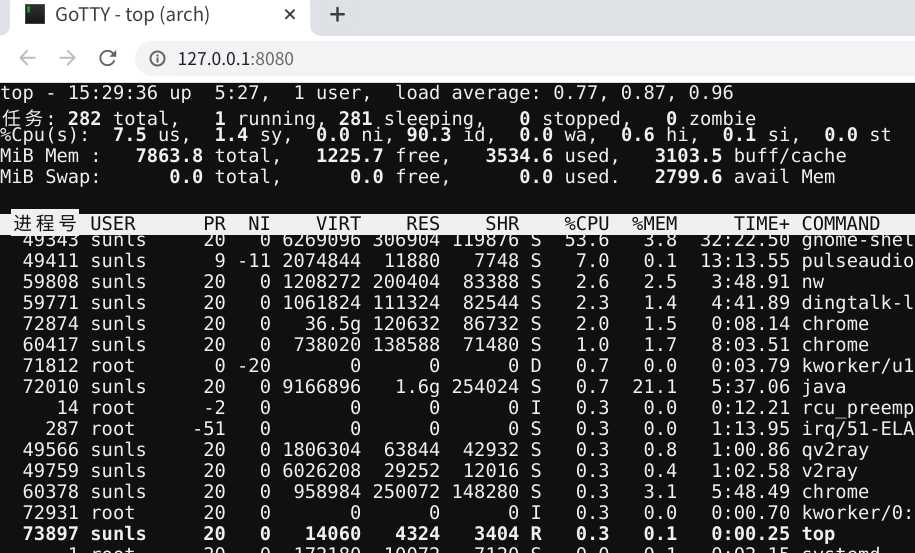 GoTTY - top (arch)
127.0.0.1:8080
top - 15:29:36 up  5:27,  1 user,  load average: 0.77, 0.87, 0.96
任务: 282 total,   1 running, 281 sleeping,   0 stopped,   0 zombie
%Cpu(s):  7.5 us,  1.4 sy,  0.0 ni, 90.3 id,  0.0 wa,  0.6 hi,  0.1 si,  0.0 st
MiB Mem :   7863.8 total,   1225.7 free,   3534.6 used,   3103.5 buff/cache
MiB Swap:      0.0 total,      0.0 free,      0.0 used.   2799.6 avail Mem
进程号 USER PR NI VIRT RES SHR %CPU %MEM TIME+ COMMAND
49343 sunls 20 0 6269096 306904 119876 S 53.6 3.8 32:22.50 gnome-shel
49411 sunls 9 -11 2074844 11880 7748 S 7.0 0.1 13:13.55 pulseaudio
59808 sunls 20 0 1208272 200404 83388 S 2.6 2.5 3:48.91 nw
59771 sunls 20 0 1061824 111324 82544 S 2.3 1.4 4:41.89 dingtalk-l
72874 sunls 20 0 36.5g 120632 86732 S 2.0 1.5 0:08.14 chrome
60417 sunls 20 0 738020 138588 71480 S 1.0 1.7 8:03.51 chrome
71812 root 0 -20 0 0 0 D 0.7 0.0 0:03.79 kworker/u1
72010 sunls 20 0 9166896 1.6g 254024 S 0.7 21.1 5:37.06 java
14 root -2 0 0 0 0 I 0.3 0.0 0:12.21 rcu_preemp
287 root -51 0 0 0 0 S 0.3 0.0 1:13.95 irq/51-ELA
49566 sunls 20 0 1806304 63844 42932 S 0.3 0.8 1:00.86 qv2ray
49759 sunls 20 0 6026208 29252 12016 S 0.3 0.4 1:02.58 v2ray
60378 sunls 20 0 958984 250072 148280 S 0.3 3.1 5:48.49 chrome
72931 root 20 0 0 0 0 I 0.3 0.0 0:00.70 kworker/0:
73897 sunls 20 0 14060 4324 3404 R 0.3 0.1 0:00.25 top
1 root 20 0 172180 10072 7120 S 0.0 0.1 0:02.15 systemd